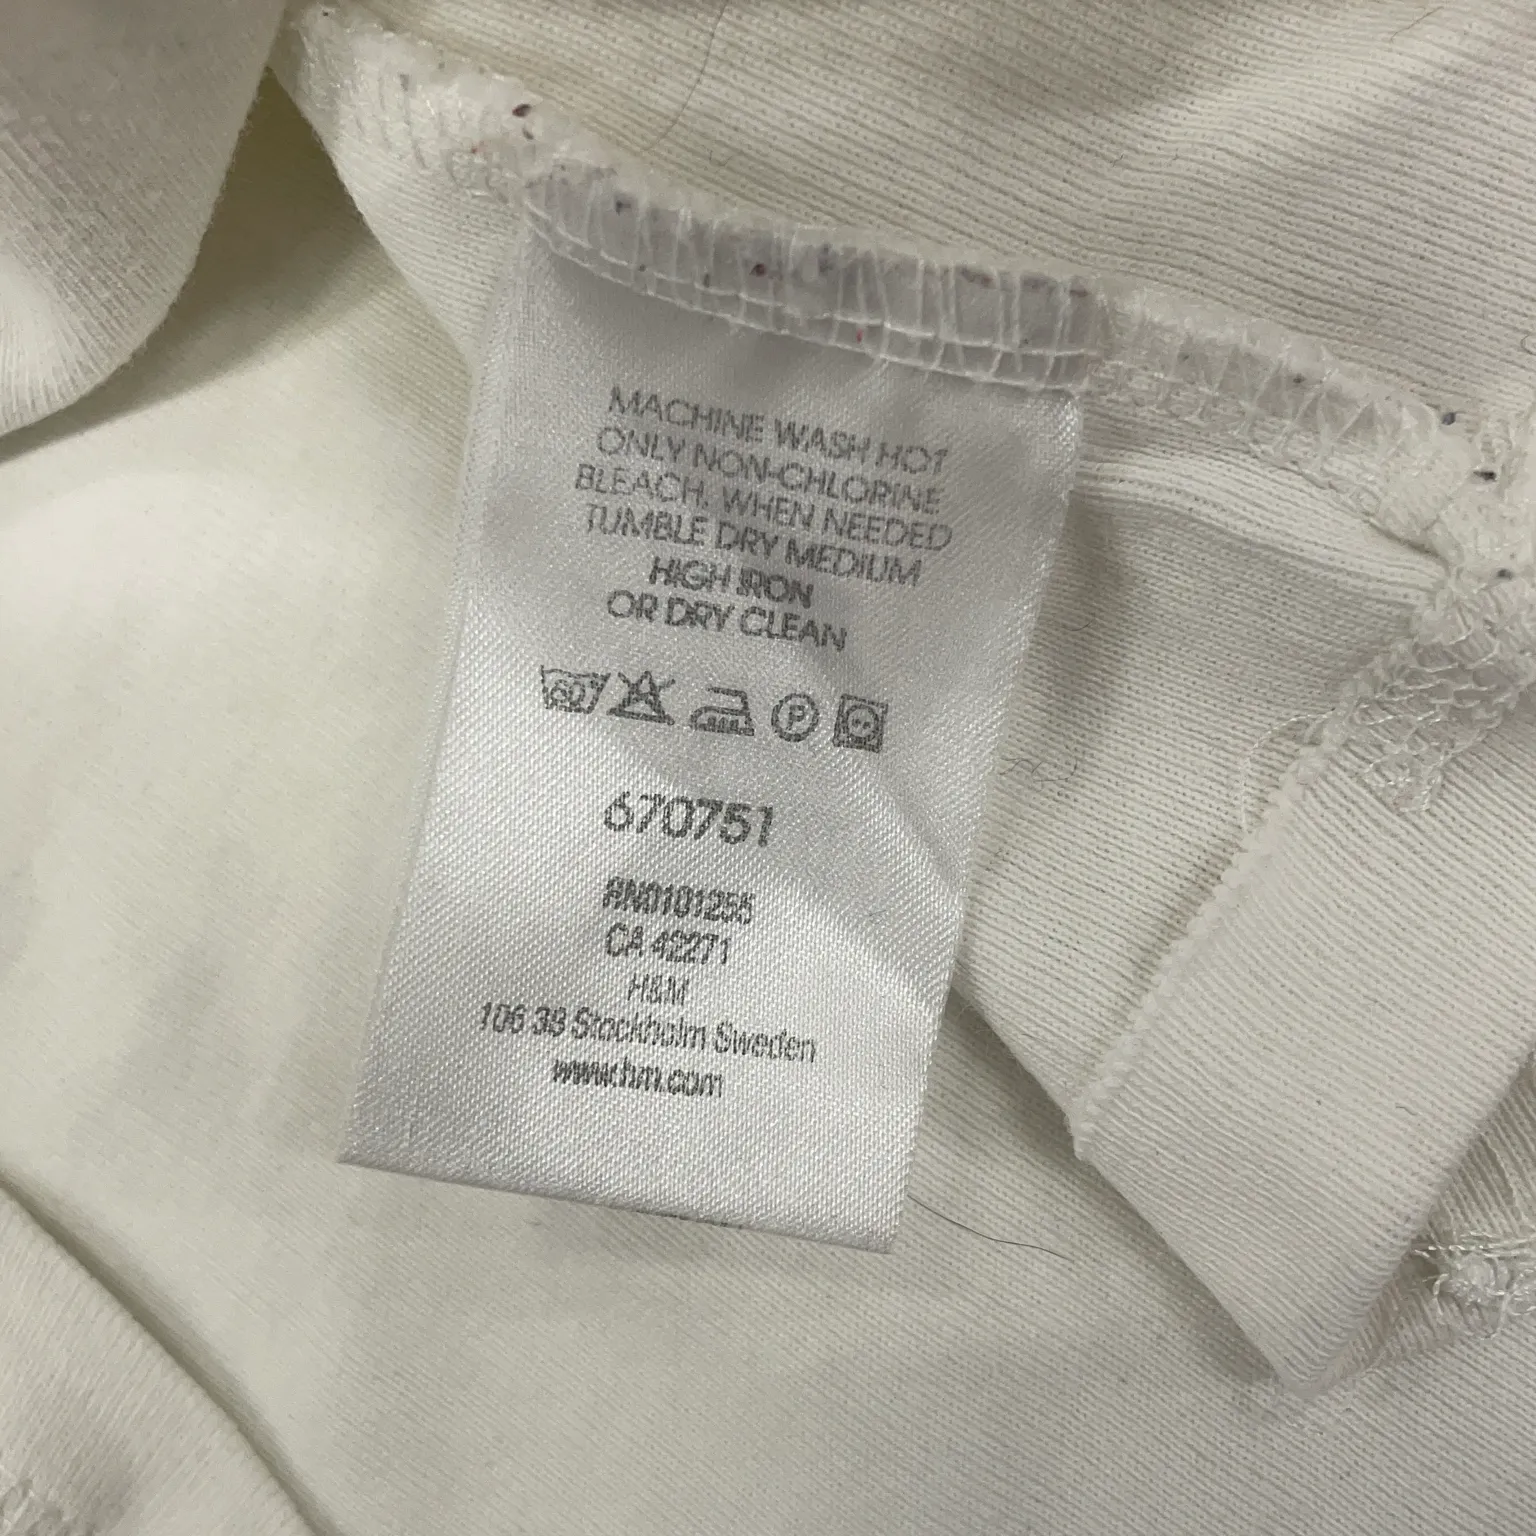 MACHINE WASH HOT
ONLY NON-CHLORINE
BLEACH, WHEN NEEDED
TUMBLE DRY MEDIUM
HIGH IRON
OR DRY CLEAN
60° P
670751
RN0101255
CA 42271
H&M
106 38 Stockholm Sweden
www.hm.com